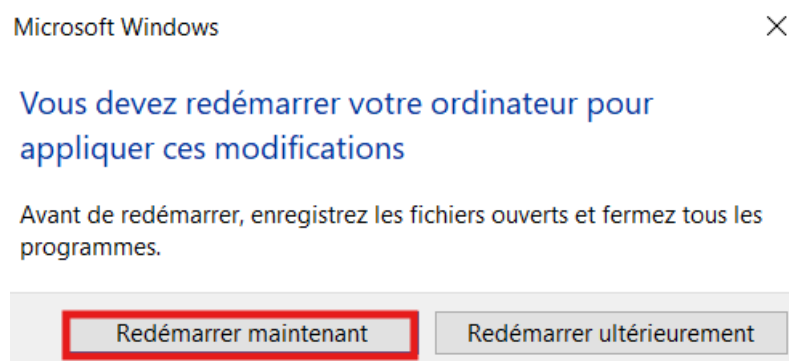 Microsoft Windows
Vous devez redémarrer votre ordinateur pour
appliquer ces modifications
Avant de redémarrer, enregistrez les fichiers ouverts et fermez tous les
programmes.
Redémarrer maintenant
Redémarrer ultérieurement